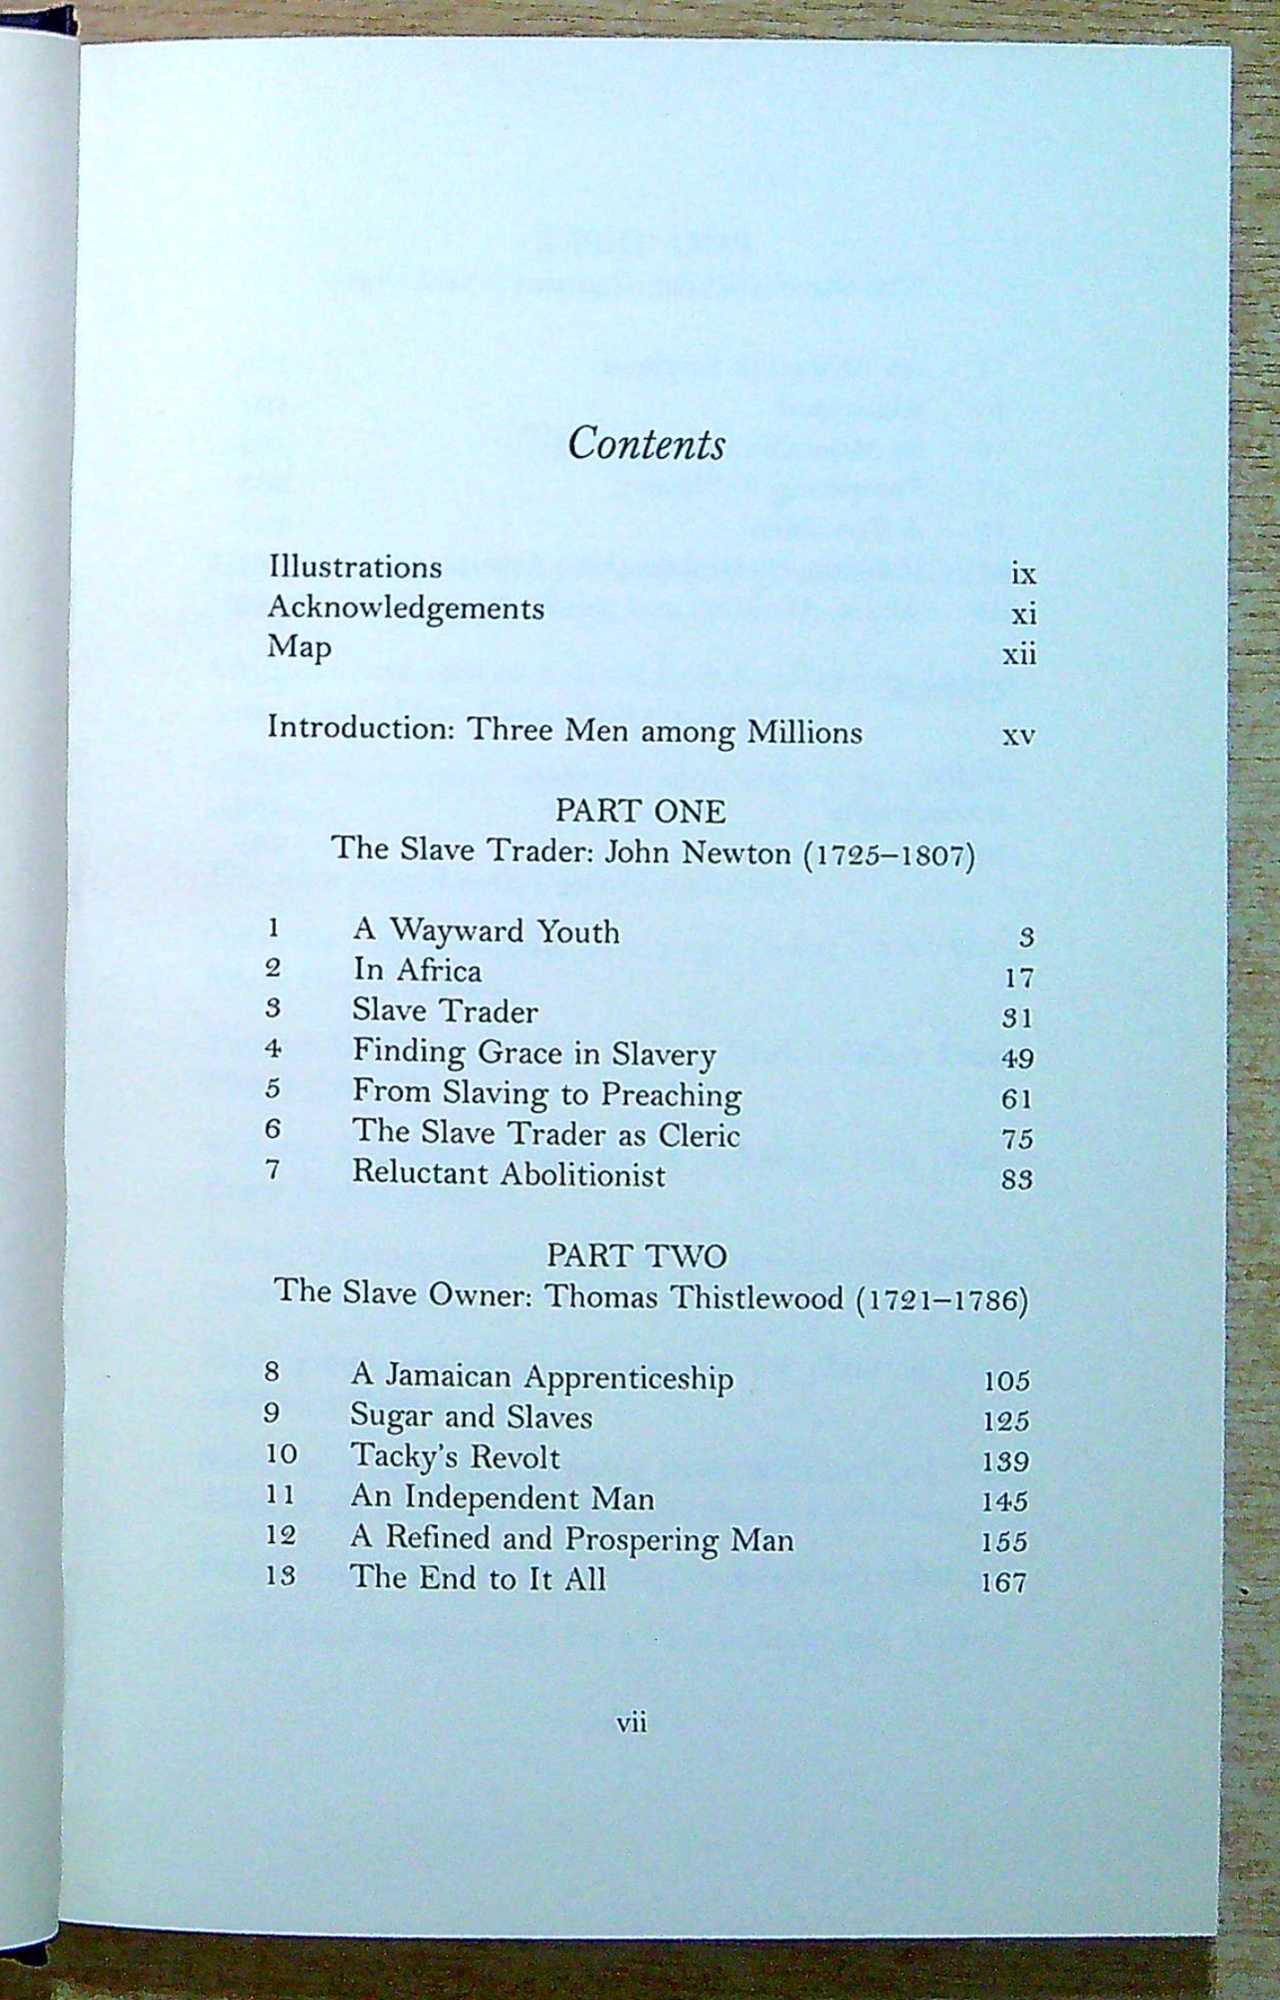 Contents
Illustrations ix
Acknowledgements xi
Map xii
Introduction: Three Men among Millions xv
PART ONE
The Slave Trader: John Newton (1725–1807)
1 A Wayward Youth 3
2 In Africa 17
3 Slave Trader 31
4 Finding Grace in Slavery 49
5 From Slaving to Preaching 61
6 The Slave Trader as Cleric 75
7 Reluctant Abolitionist 83
PART TWO
The Slave Owner: Thomas Thistlewood (1721–1786)
8 A Jamaican Apprenticeship 105
9 Sugar and Slaves 125
10 Tacky's Revolt 139
11 An Independent Man 145
12 A Refined and Prospering Man 155
13 The End to It All 167
vii